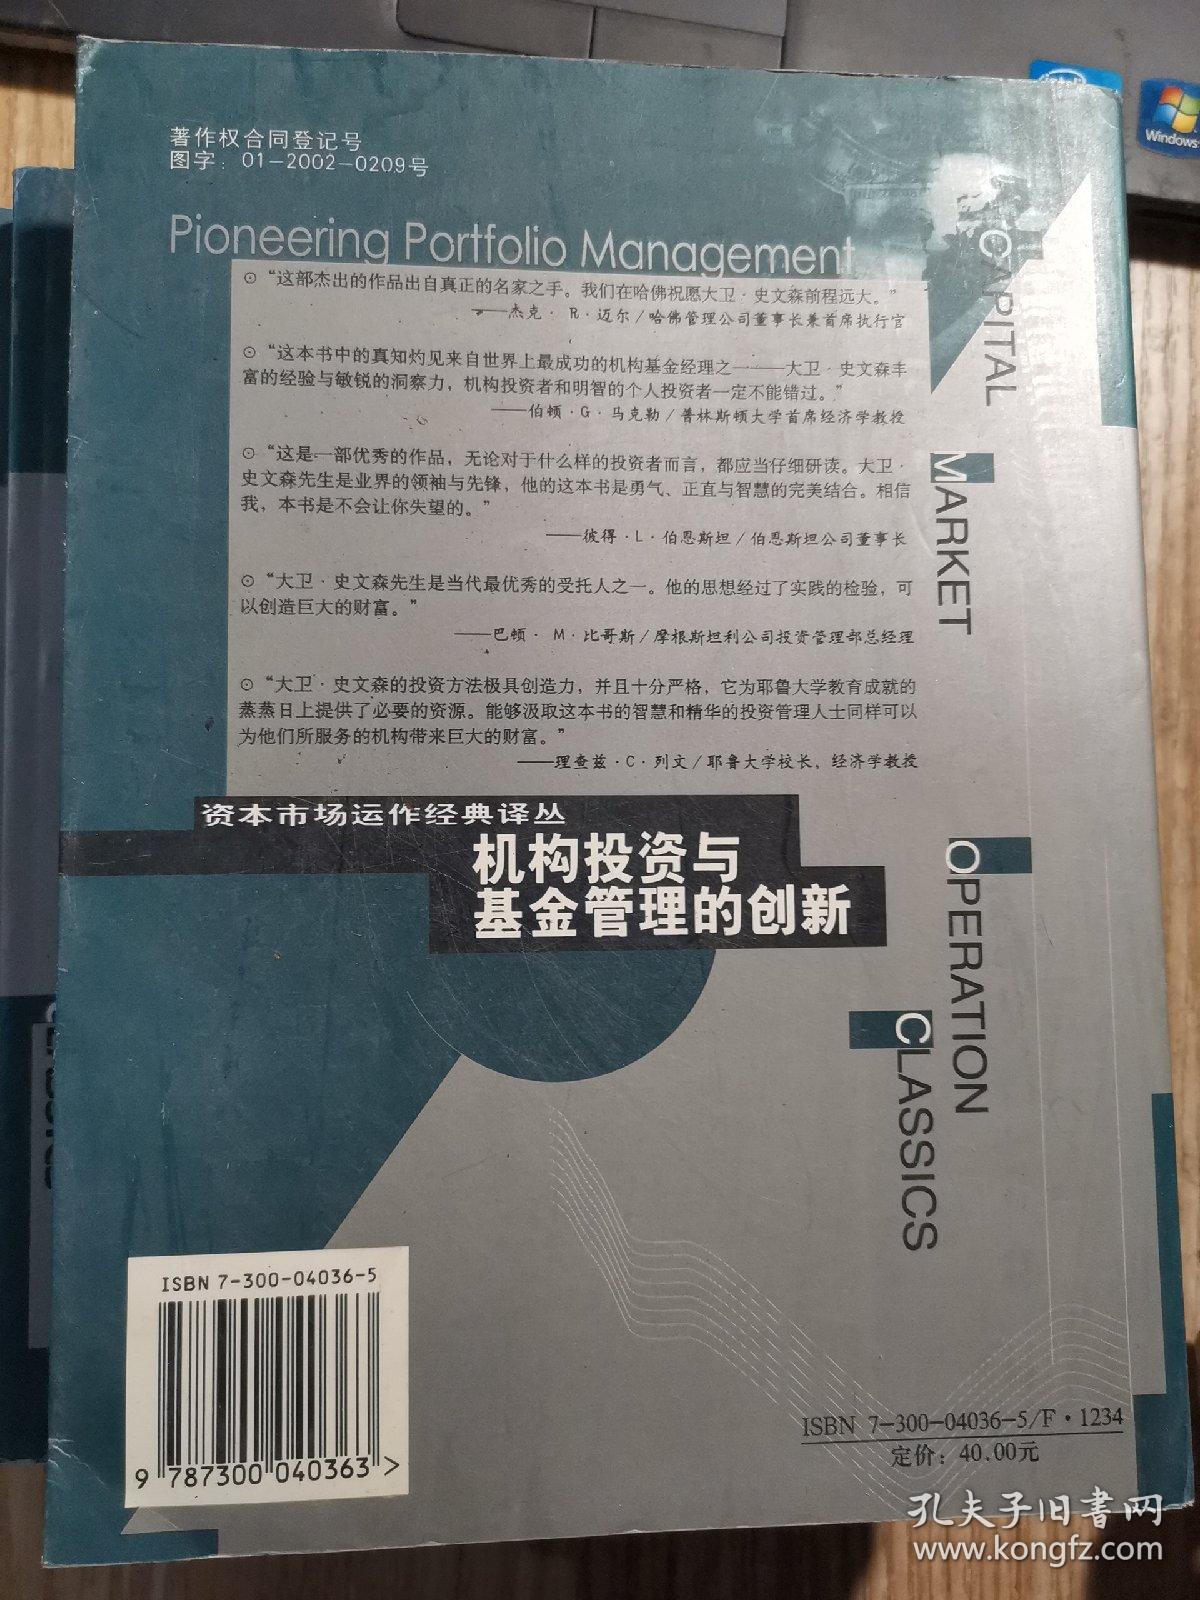 著作权合同登记号
图字：01-2002-0209号
Pioneering Portfolio Management
⊙“这部杰出的作品出自真正的名家之手。我们在哈佛祝愿大卫·史文森前程远大。”
——杰克·R·迈尔/哈佛管理公司董事长兼首席执行官
⊙“这本书中的真知灼见来自世界上最成功的机构基金经理之一——大卫·史文森丰
富的经验与敏锐的洞察力，机构投资者和明智的个人投资者一定不能错过。”
——伯顿·G·马克勒/普林斯顿大学首席经济学教授
⊙“这是一部优秀的作品，无论对于什么样的投资者而言，都应当仔细研读。大卫·
史文森先生是业界的领袖与先锋，他的这本书是勇气、正直与智慧的完美结合。相信
我，本书是不会让你失望的。”
——彼得·L·伯恩斯坦/伯恩斯坦公司董事长
⊙“大卫·史文森先生是当代最优秀的受托人之一。他的思想经过了实践的检验，可
以创造巨大的财富。”
——巴顿·M·比哥斯/摩根斯坦利公司投资管理部总经理
⊙“大卫·史文森的投资方法极具创造力，并且十分严格，它为耶鲁大学教育成就的
蒸蒸日上提供了必要的资源。能够汲取这本书的智慧和精华的投资管理人士同样可以
为他们所服务的机构带来巨大的财富。”
——理查兹·C·列文/耶鲁大学校长，经济学教授
资本市场运作经典译丛
机构投资与
基金管理的创新
CAPITAL
MARKET
OPERATION
CLASSICS
ISBN 7-300-04036-5
9 787300 040363 >
ISBN 7-300-04036-5/F·1234
定价：40.00元
intel
Windows
孔夫子旧书网
www.kongfz.com